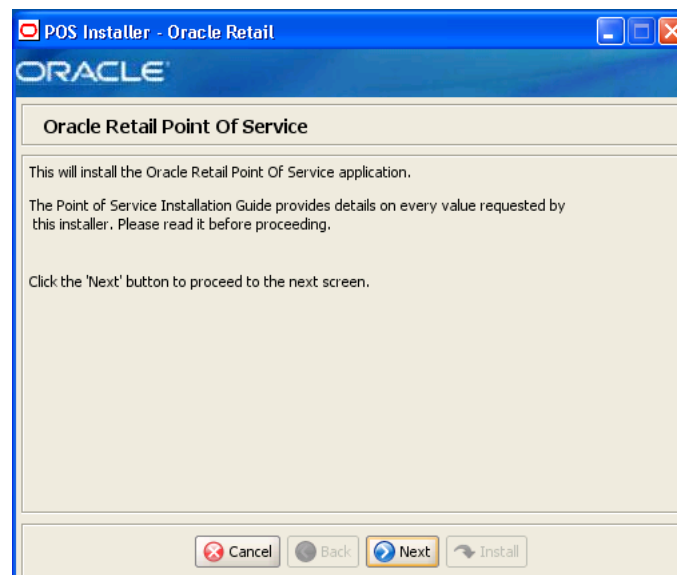 POS Installer - Oracle Retail
ORACLE
Oracle Retail Point Of Service
This will install the Oracle Retail Point Of Service application.
The Point of Service Installation Guide provides details on every value requested by
this installer. Please read it before proceeding.
Click the 'Next' button to proceed to the next screen.
Cancel Back Next Install